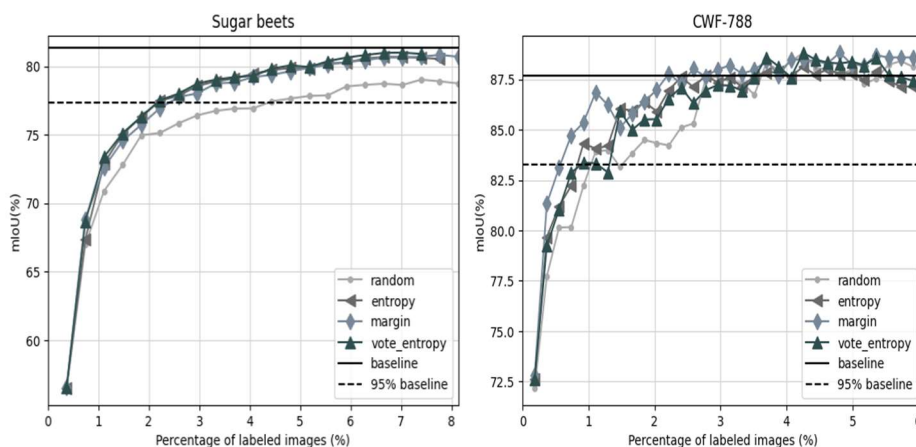 Sugar beets
mIoU(%)
80
75
70
65
60
random
entropy
margin
vote_entropy
baseline
95% baseline
0 1 2 3 4 5 6 7 8
Percentage of labeled images (%)
CWF-788
mIoU(%)
87.5
85.0
82.5
80.0
77.5
75.0
72.5
random
entropy
margin
vote_entropy
baseline
95% baseline
0 1 2 3 4 5
Percentage of labeled images (%)